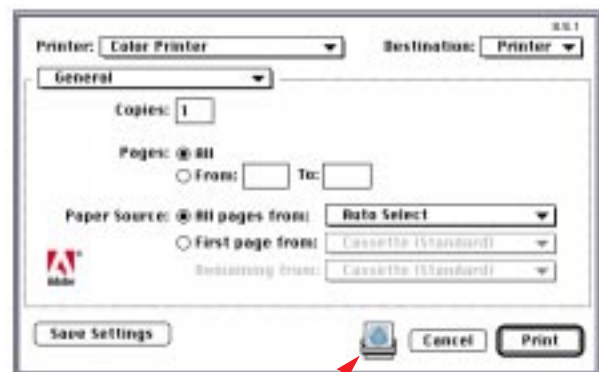 8.5.1
Printer: Color Printer Destination: Printer
General
Copies: 1
Pages: All
From: To:
Paper Source: All pages from: Auto Select
First page from: Cassette (Standard)
Remaining from: Cassette (Standard)
Adobe
Save Settings Cancel Print